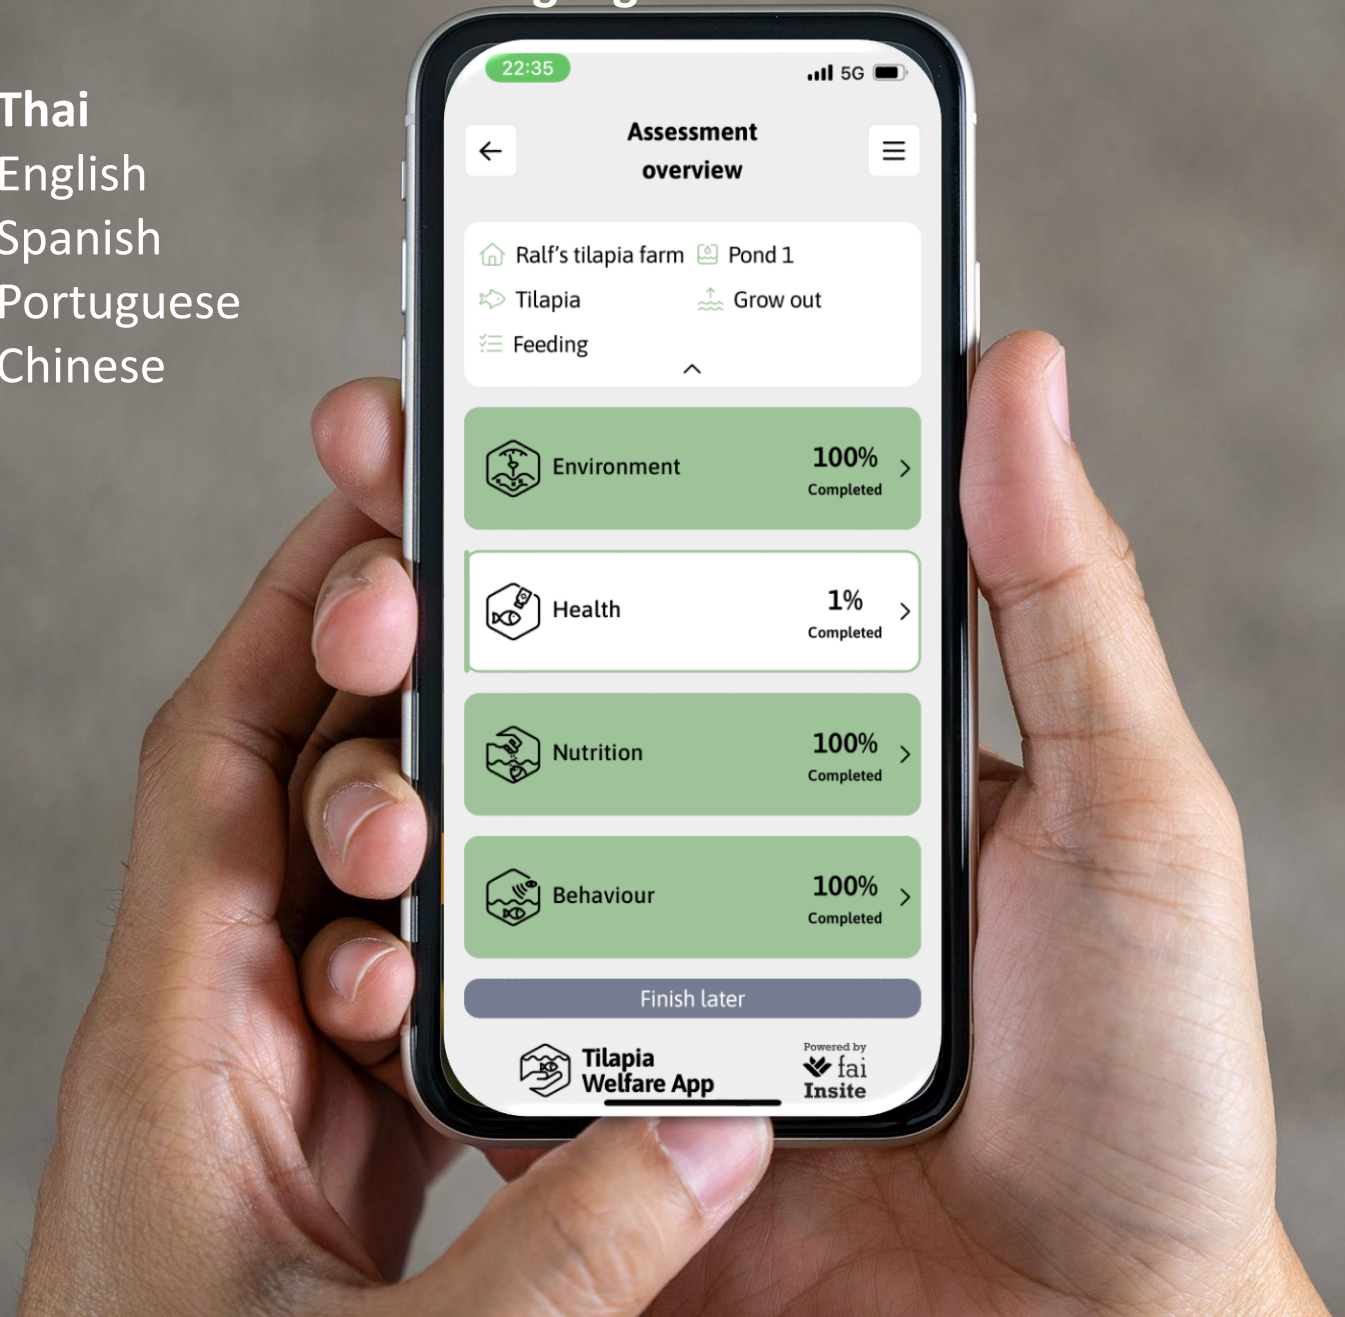 Thai
English
Spanish
Portuguese
Chinese
22:35
5G
Assessment
overview
Ralf's tilapia farm
Pond 1
Tilapia
Grow out
Feeding
Environment
100%
Completed
Health
1%
Completed
Nutrition
100%
Completed
Behaviour
100%
Completed
Finish later
Tilapia
Welfare App
Powered by
fai
Insite